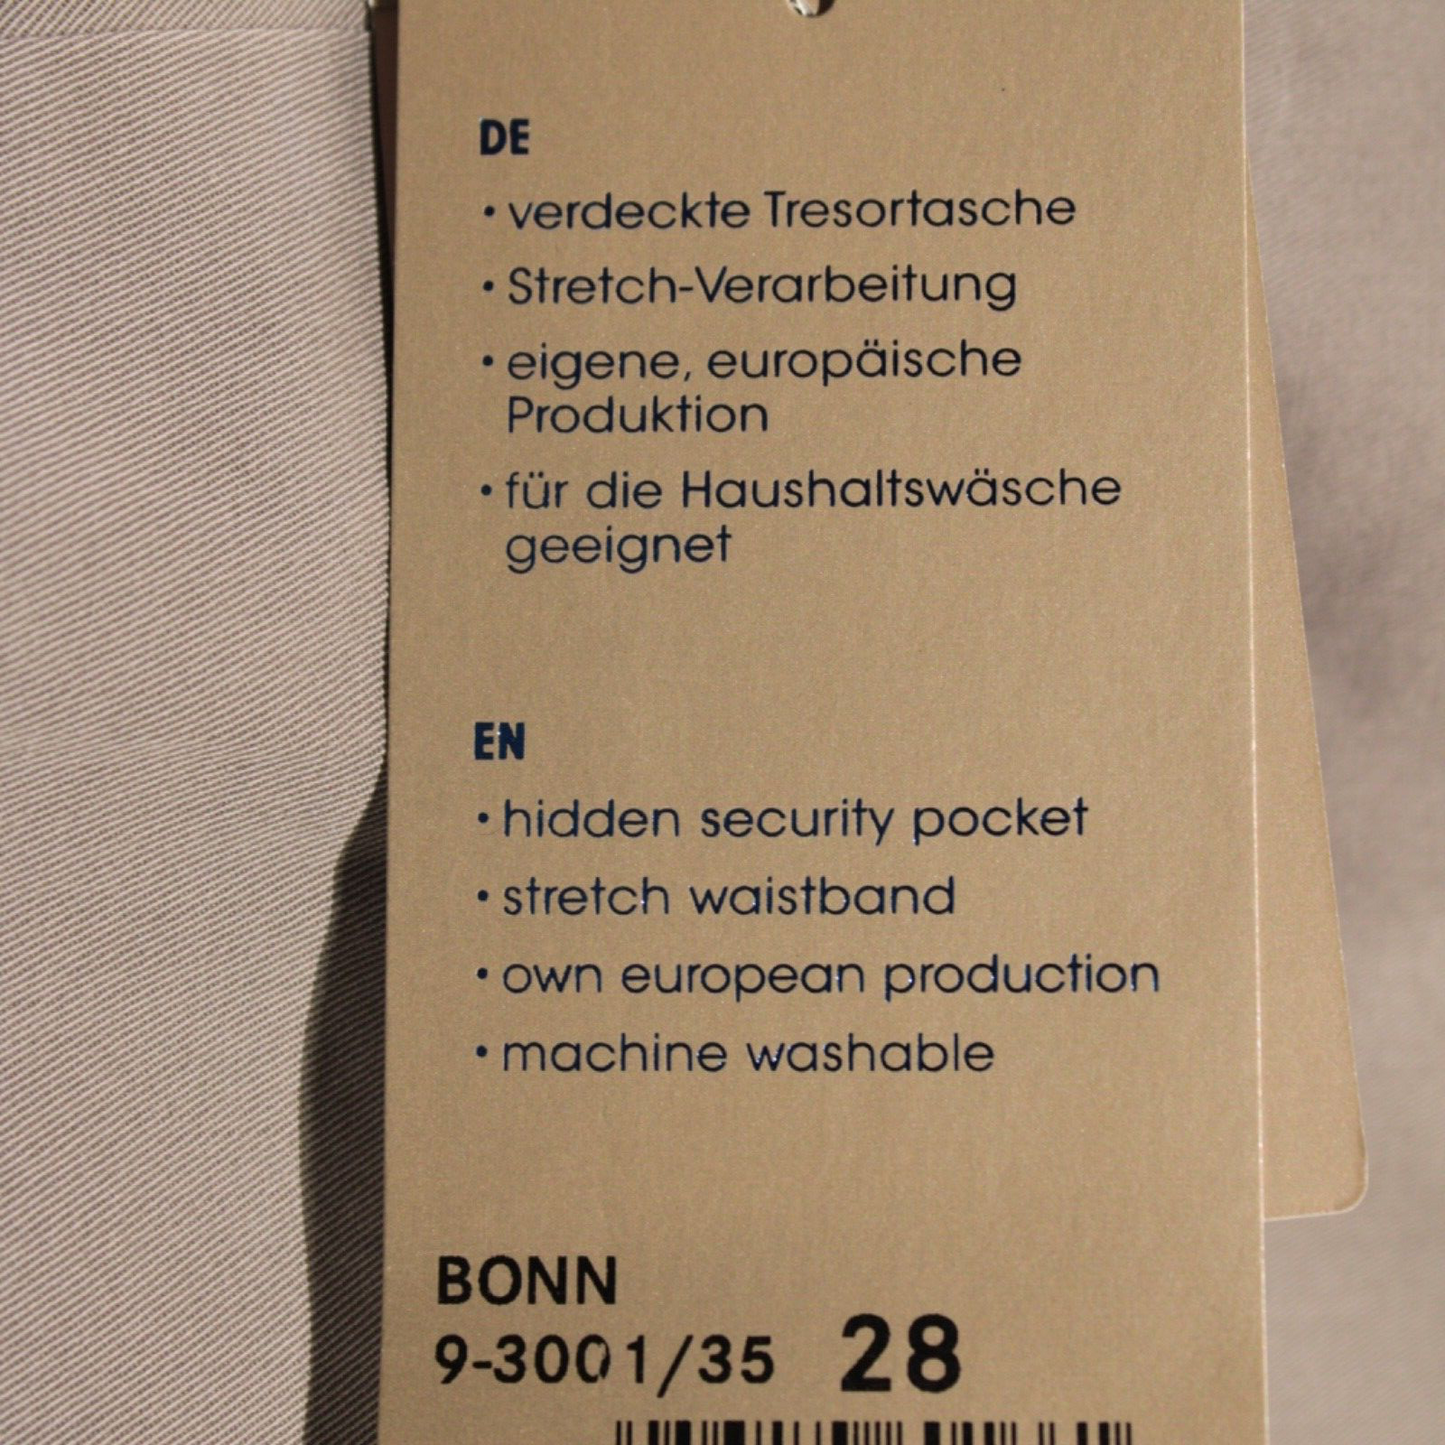 DE
• verdeckte Tresortasche
• Stretch-Verarbeitung
• eigene, europäische
Produktion
• für die Haushaltswäsche
geeignet
EN
• hidden security pocket
• stretch waistband
• own european production
• machine washable
BONN
9-3001/35 28